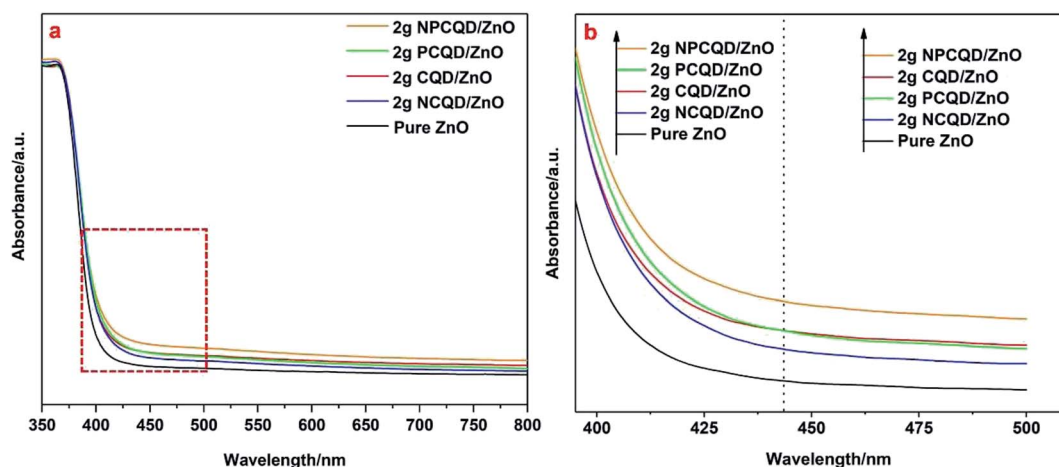 a
2g NPCQD/ZnO
2g PCQD/ZnO
2g CQD/ZnO
2g NCQD/ZnO
Pure ZnO
Absorbance/a.u.
350 400 450 500 550 600 650 700 750 800
Wavelength/nm
b
2g NPCQD/ZnO
2g PCQD/ZnO
2g CQD/ZnO
2g NCQD/ZnO
Pure ZnO
2g NPCQD/ZnO
2g CQD/ZnO
2g PCQD/ZnO
2g NCQD/ZnO
Pure ZnO
Absorbance/a.u.
400 425 450 475 500
Wavelength/nm